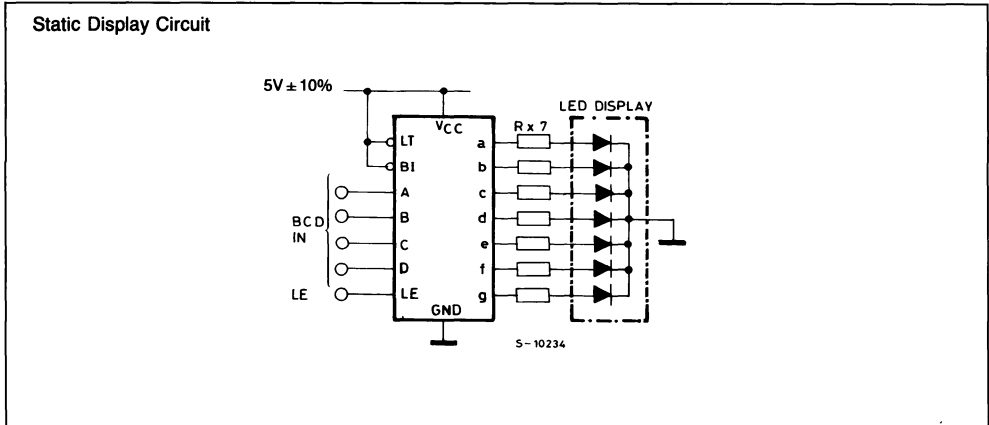 Static Display Circuit
5V ± 10%
LED DISPLAY
VCC
R x 7
LT
a
BI
b
A
c
BCD
IN
B
d
C
e
D
f
LE
LE
g
GND
S-10234